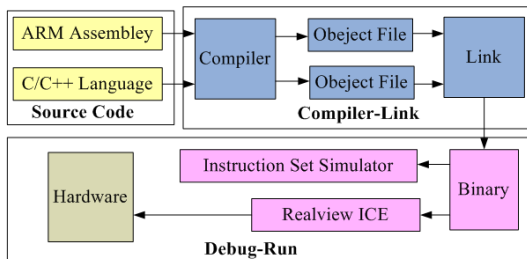 ARM Assembley
C/C++ Language
Source Code
Compiler
Obeject File
Obeject File
Link
Compiler-Link
Hardware
Instruction Set Simulator
Realview ICE
Binary
Debug-Run